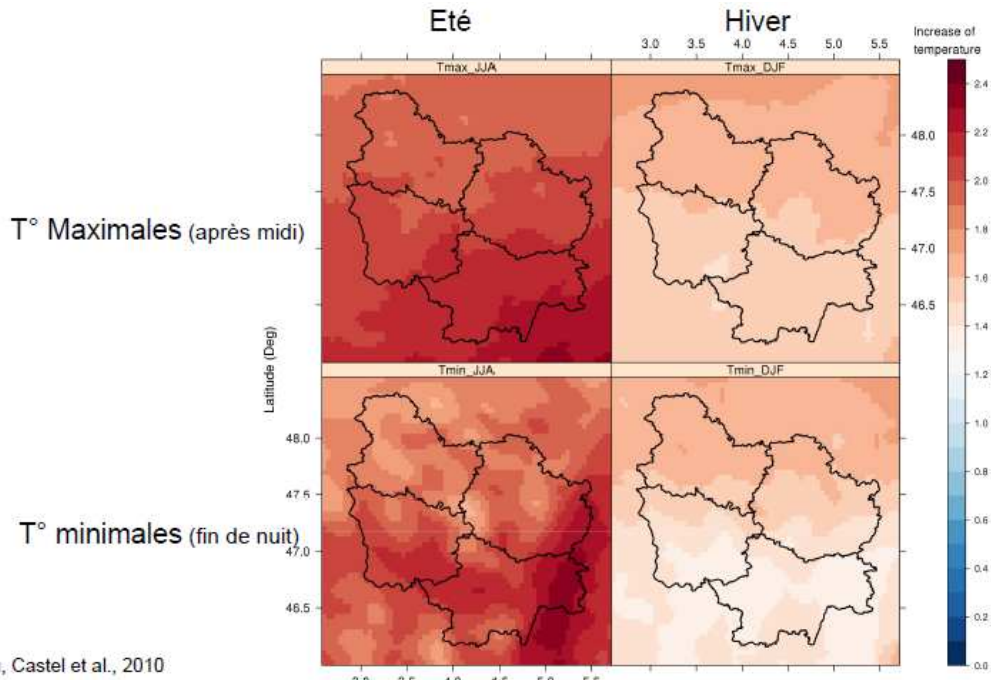 Eté
Hiver
3.0 3.5 4.0 4.5 5.0 5.5
Increase of
temperature
Tmax_JJA
Tmax_DJF
T° Maximales (après midi)
48.0
47.5
47.0
46.5
Tmin_JJA
Tmin_DJF
Latitude (Deg)
48.0
47.5
47.0
46.5
T° minimales (fin de nuit)
2.4
2.2
2.0
1.8
1.6
1.4
1.2
1.0
0.8
0.6
0.4
0.2
0.0
, Castel et al., 2010